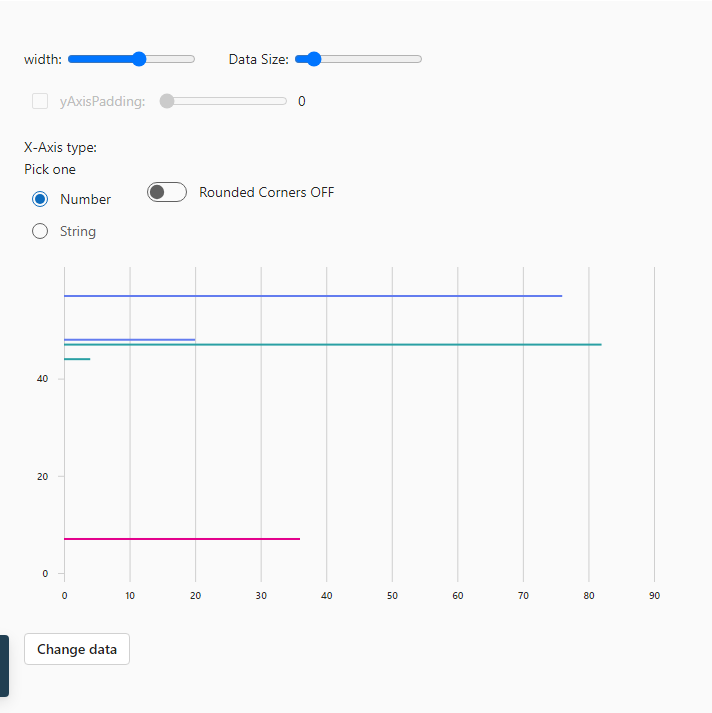 width: Data Size:
yAxisPadding: 0
X-Axis type:
Pick one
Number Rounded Corners OFF
String
40
20
0
0 10 20 30 40 50 60 70 80 90
Change data